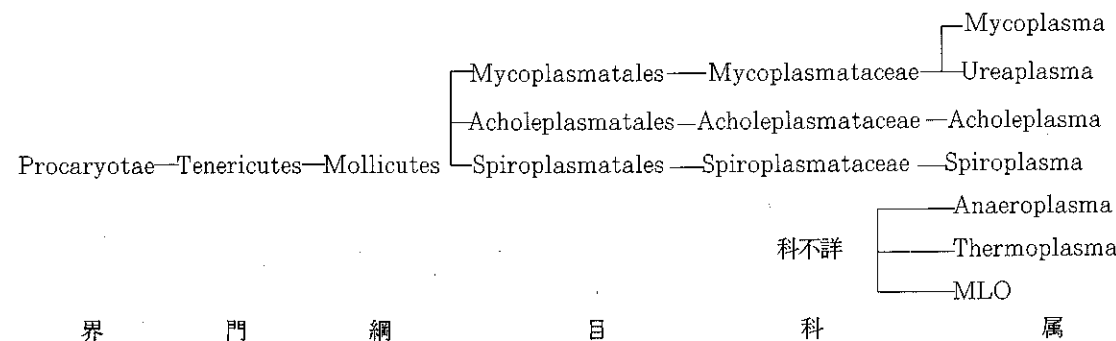 Mycoplasma
Mycoplasmatales Mycoplasmataceae Ureaplasma
Acholeplasmatales Acholeplasmataceae Acholeplasma
Procaryotae Tenericutes Mollicutes Spiroplasmatales Spiroplasmataceae Spiroplasma
Anaeroplasma
科不詳 Thermoplasma
MLO
界 門 綱 目 科 属